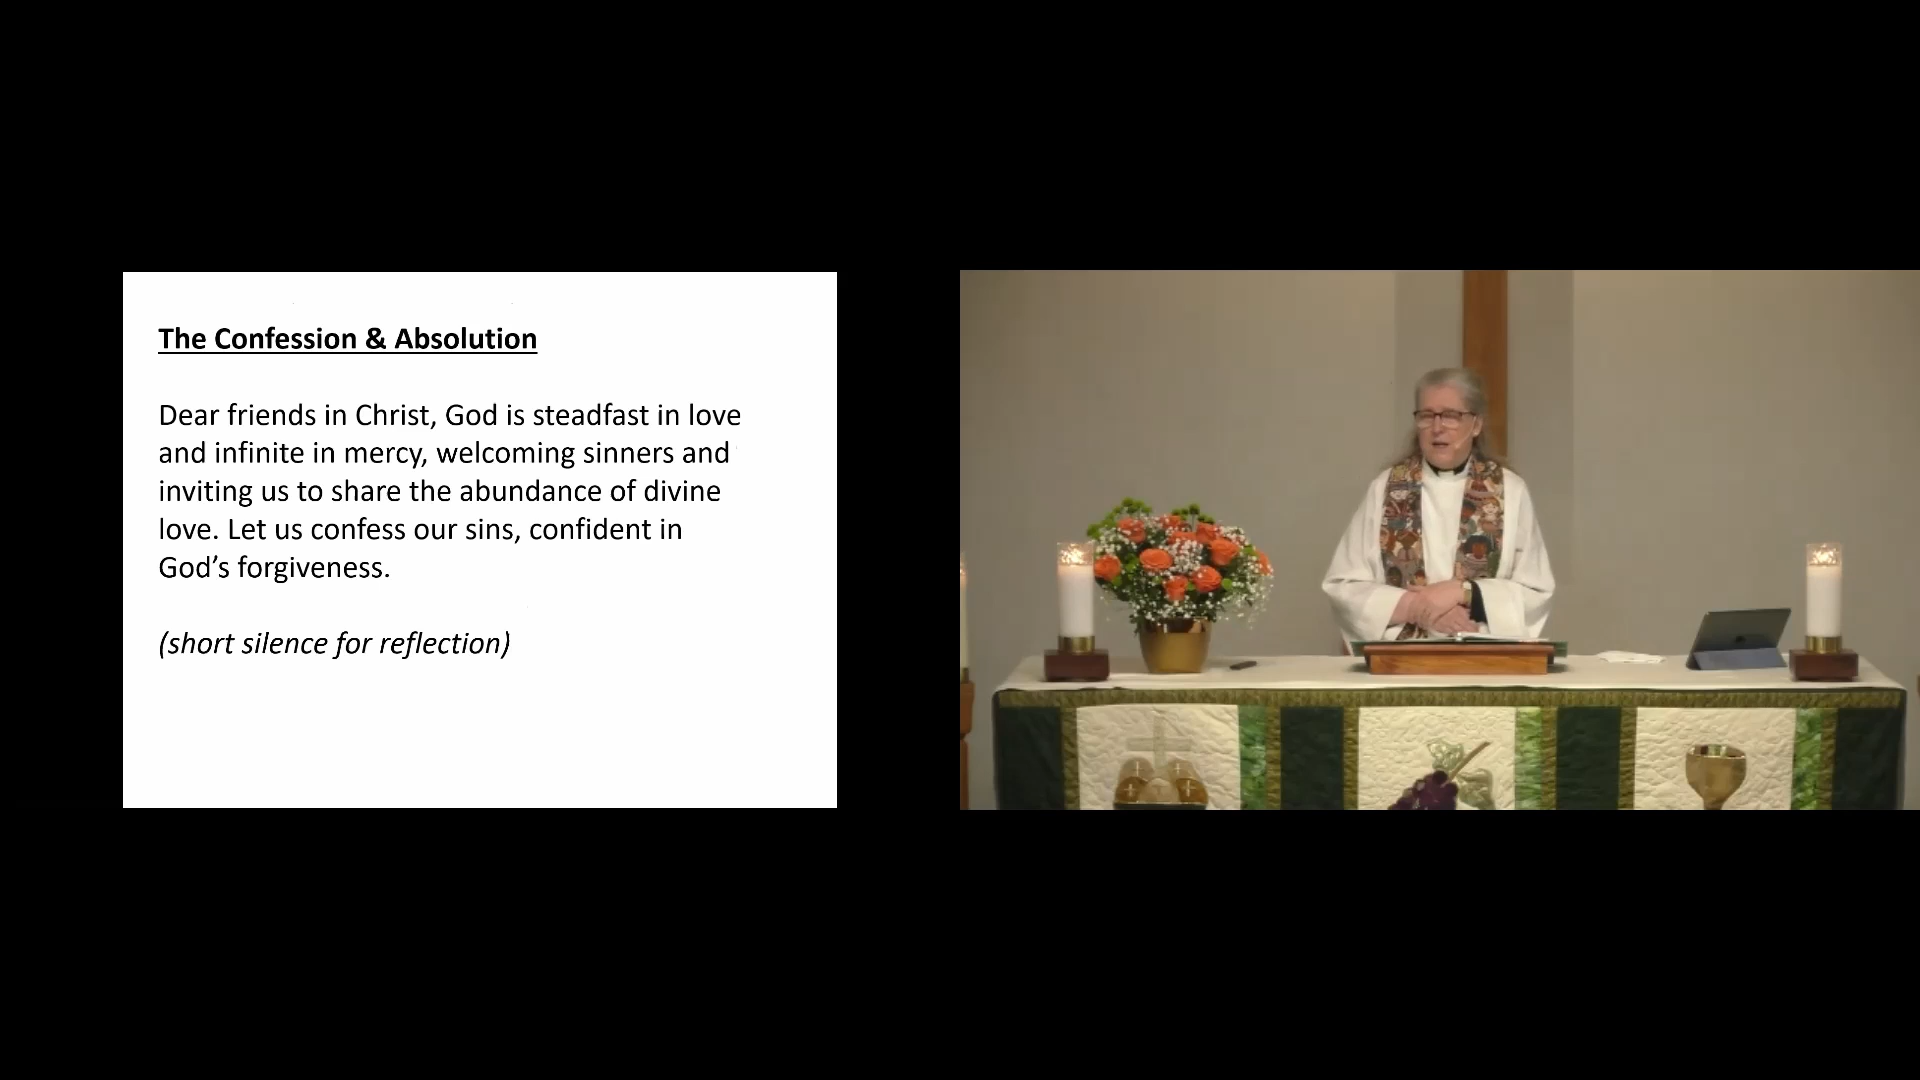 The Confession & Absolution
Dear friends in Christ, God is steadfast in love
and infinite in mercy, welcoming sinners and
inviting us to share the abundance of divine
love. Let us confess our sins, confident in
God’s forgiveness.
(short silence for reflection)